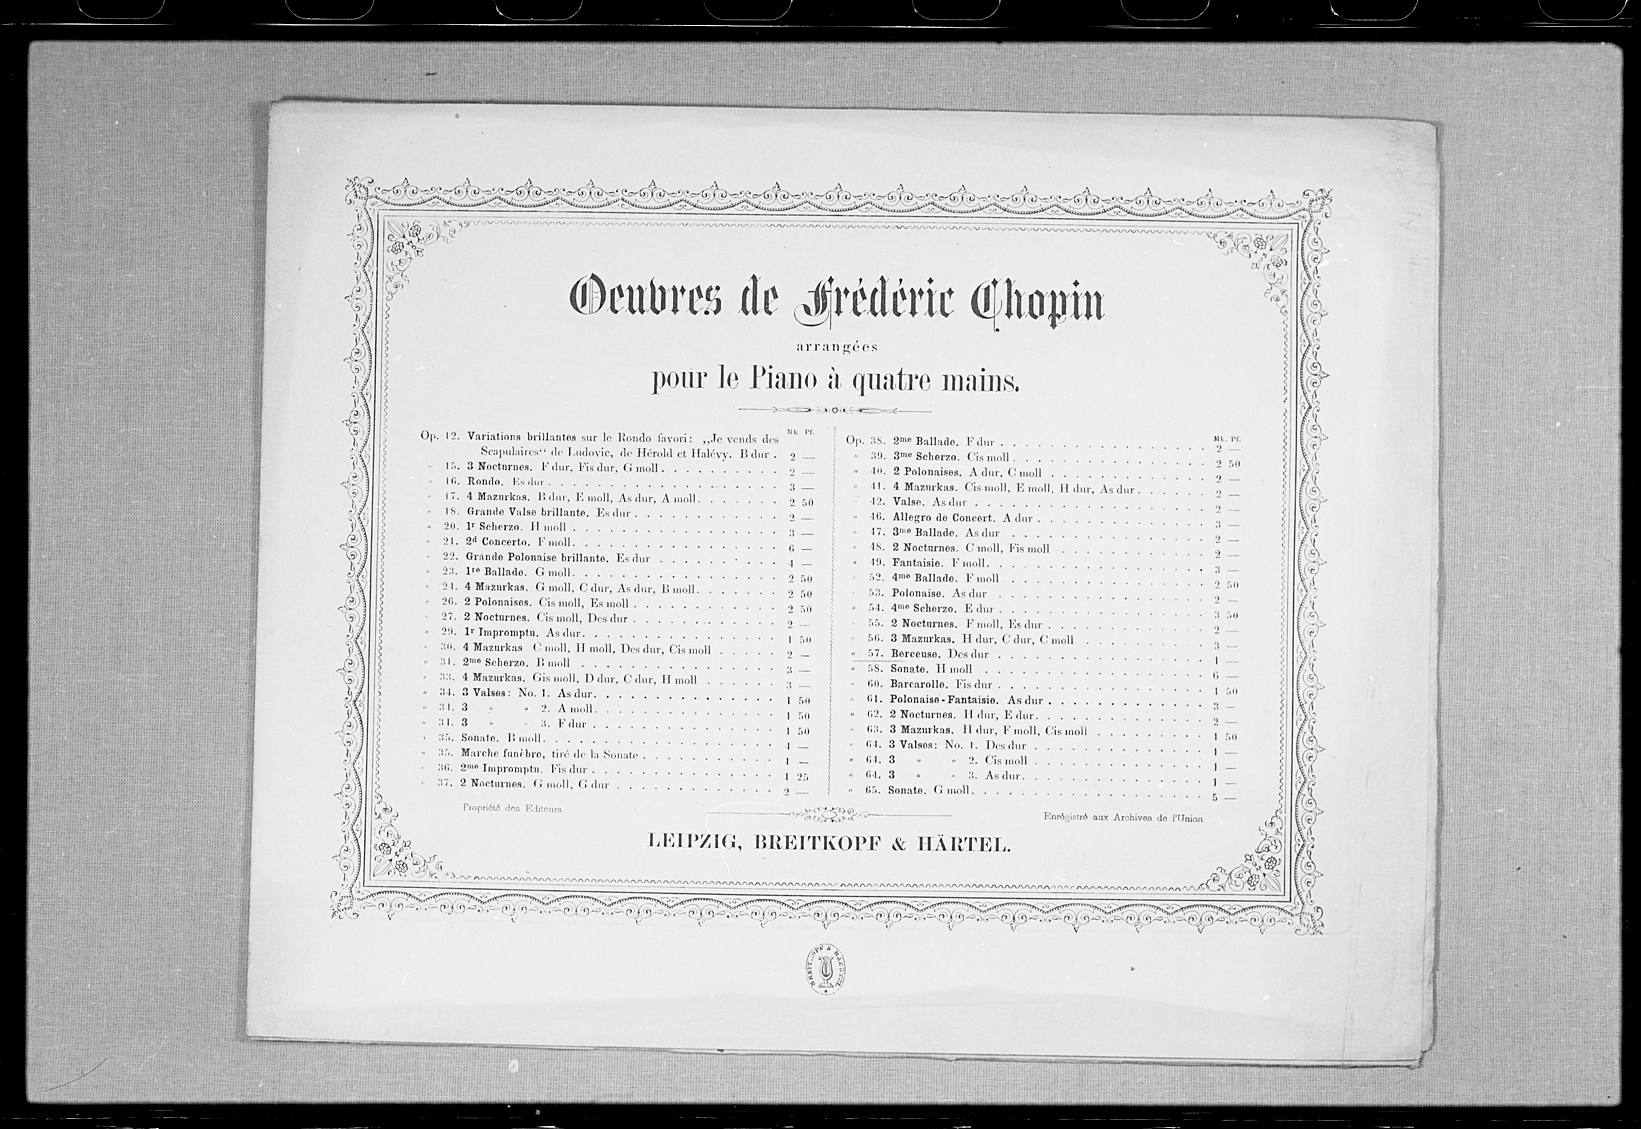 Oeuvres de Frédéric Chopin
arrangées
pour le Piano à quatre mains.
Mk. Pf.
Op. 12. Variations brillantes sur le Rondo favori: „Je vends des
Scapulaires“ de Ludovic, de Hérold et Halévy. B dur . 2 —
" 15. 3 Nocturnes. F dur, Fis dur, G moll . 2 —
" 16. Rondo. Es dur . 3 —
" 17. 4 Mazurkas. B dur, E moll, As dur, A moll . 2 50
" 18. Grande Valse brillante. Es dur . 2 —
" 20. 1r Scherzo. H moll . 3 —
" 21. 2d Concerto. F moll . 6 —
" 22. Grande Polonaise brillante. Es dur . 4 —
" 23. 1re Ballade. G moll . 2 50
" 24. 4 Mazurkas. G moll, C dur, As dur, B moll . 2 50
" 26. 2 Polonaises. Cis moll, Es moll . 2 50
" 27. 2 Nocturnes. Cis moll, Des dur . 2 —
" 29. 1r Impromptu. As dur . 1 50
" 30. 4 Mazurkas C moll, H moll, Des dur, Cis moll . 2 —
" 31. 2me Scherzo. B moll . 3 —
" 33. 4 Mazurkas. Gis moll, D dur, C dur, H moll . 3 —
" 34. 3 Valses: No. 1. As dur . 1 50
" 34. 3 " " 2. A moll . 1 50
" 34. 3 " " 3. F dur . 1 50
" 35. Sonate. B moll . 4 —
" 35. Marche funèbre, tiré de la Sonate . 1 —
" 36. 2me Impromptu. Fis dur . 1 25
" 37. 2 Nocturnes. G moll, G dur . 2 —
Mk. Pf.
Op. 38. 2me Ballade. F dur . 2 —
" 39. 3me Scherzo. Cis moll . 2 50
" 40. 2 Polonaises. A dur, C moll . 2 —
" 41. 4 Mazurkas. Cis moll, E moll, H dur, As dur . 2 —
42. Valse. As dur . 2 —
" 46. Allegro de Concert. A dur . 3 —
" 47. 3me Ballade. As dur . 2 —
" 48. 2 Nocturnes. C moll, Fis moll . 2 —
" 49. Fantaisie. F moll . 3 —
52. 4me Ballade. F moll . 2 50
53. Polonaise. As dur . 2 —
" 54. 4me Scherzo. E dur . 3 50
55. 2 Nocturnes. F moll, Es dur . 2 —
" 56. 3 Mazurkas. H dur, C dur, C moll . 3 —
" 57. Berceuse. Des dur . 1 —
" 58. Sonate. H moll . 6 —
" 60. Barcarolle. Fis dur . 1 50
" 61. Polonaise-Fantaisie. As dur . 3 —
" 62. 2 Nocturnes. H dur, E dur . 2 —
" 63. 3 Mazurkas. H dur, F moll, Cis moll . 1 50
" 64. 3 Valses: No. 1. Des dur . 1 —
" 64. 3 " " 2. Cis moll . 1 —
" 64. 3 " " 3. As dur . 1 —
" 65. Sonate. G moll . 5 —
Propriété des Editeurs.
Enrégistré aux Archives de l'Union
LEIPZIG, BREITKOPF & HÄRTEL.